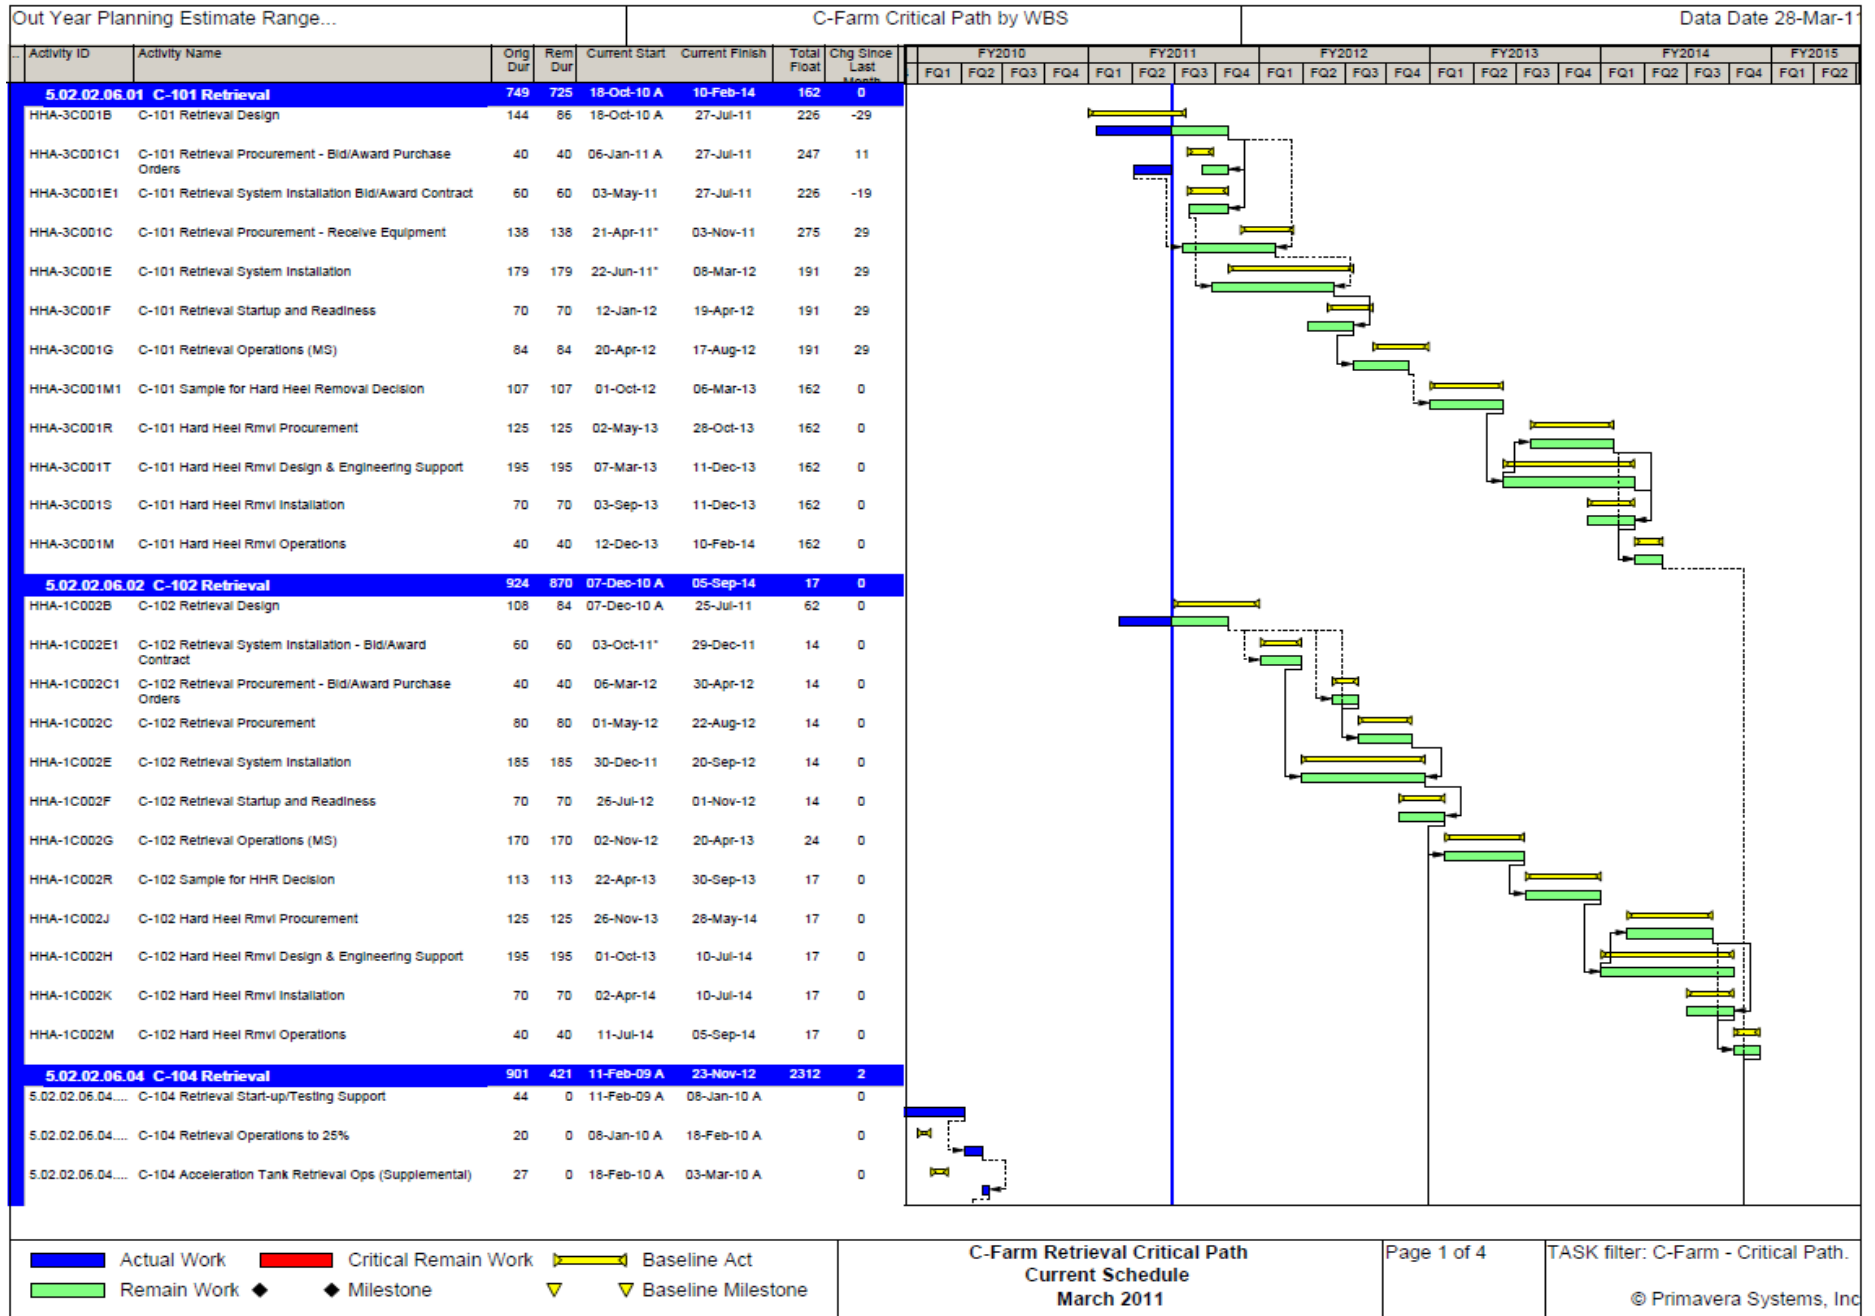 Out Year Planning Estimate Range... C-Farm Critical Path by WBS Data Date 28-Mar-11
... Activity ID Activity Name Orig Dur Rem Dur Current Start Current Finish Total Float Chg Since Last Month FY2010 FY2011 FY2012 FY2013 FY2014 FY2015
FQ1 FQ2 FQ3 FQ4 FQ1 FQ2 FQ3 FQ4 FQ1 FQ2 FQ3 FQ4 FQ1 FQ2 FQ3 FQ4 FQ1 FQ2 FQ3 FQ4 FQ1 FQ2
5.02.02.06.01 C-101 Retrieval 749 725 18-Oct-10 A 10-Feb-14 162 0
HHA-3C001B C-101 Retrieval Design 144 86 18-Oct-10 A 27-Jul-11 226 -29
HHA-3C001C1 C-101 Retrieval Procurement - Bid/Award Purchase 40 40 06-Jan-11 A 27-Jul-11 247 11
Orders
HHA-3C001E1 C-101 Retrieval System Installation Bid/Award Contract 60 60 03-May-11 27-Jul-11 226 -19
HHA-3C001C C-101 Retrieval Procurement - Receive Equipment 138 138 21-Apr-11* 03-Nov-11 275 29
HHA-3C001E C-101 Retrieval System Installation 179 179 22-Jun-11* 08-Mar-12 191 29
HHA-3C001F C-101 Retrieval Startup and Readiness 70 70 12-Jan-12 19-Apr-12 191 29
HHA-3C001G C-101 Retrieval Operations (MS) 84 84 20-Apr-12 17-Aug-12 191 29
HHA-3C001M1 C-101 Sample for Hard Heel Removal Decision 107 107 01-Oct-12 06-Mar-13 162 0
HHA-3C001R C-101 Hard Heel Rmvl Procurement 125 125 02-May-13 28-Oct-13 162 0
HHA-3C001T C-101 Hard Heel Rmvl Design & Engineering Support 195 195 07-Mar-13 11-Dec-13 162 0
HHA-3C001S C-101 Hard Heel Rmvl Installation 70 70 03-Sep-13 11-Dec-13 162 0
HHA-3C001M C-101 Hard Heel Rmvl Operations 40 40 12-Dec-13 10-Feb-14 162 0
5.02.02.06.02 C-102 Retrieval 924 870 07-Dec-10 A 05-Sep-14 17 0
HHA-1C002B C-102 Retrieval Design 108 84 07-Dec-10 A 25-Jul-11 62 0
HHA-1C002E1 C-102 Retrieval System Installation - Bid/Award 60 60 03-Oct-11* 29-Dec-11 14 0
Contract
HHA-1C002C1 C-102 Retrieval Procurement - Bid/Award Purchase 40 40 06-Mar-12 30-Apr-12 14 0
Orders
HHA-1C002C C-102 Retrieval Procurement 80 80 01-May-12 22-Aug-12 14 0
HHA-1C002E C-102 Retrieval System Installation 185 185 30-Dec-11 20-Sep-12 14 0
HHA-1C002F C-102 Retrieval Startup and Readiness 70 70 26-Jul-12 01-Nov-12 14 0
HHA-1C002G C-102 Retrieval Operations (MS) 170 170 02-Nov-12 20-Apr-13 24 0
HHA-1C002R C-102 Sample for HHR Decision 113 113 22-Apr-13 30-Sep-13 17 0
HHA-1C002J C-102 Hard Heel Rmvl Procurement 125 125 26-Nov-13 28-May-14 17 0
HHA-1C002H C-102 Hard Heel Rmvl Design & Engineering Support 195 195 01-Oct-13 10-Jul-14 17 0
HHA-1C002K C-102 Hard Heel Rmvl Installation 70 70 02-Apr-14 10-Jul-14 17 0
HHA-1C002M C-102 Hard Heel Rmvl Operations 40 40 11-Jul-14 05-Sep-14 17 0
5.02.02.06.04 C-104 Retrieval 901 421 11-Feb-09 A 23-Nov-12 2312 2
5.02.02.06.04.... C-104 Retrieval Start-up/Testing Support 44 0 11-Feb-09 A 08-Jan-10 A 0
5.02.02.06.04.... C-104 Retrieval Operations to 25% 20 0 08-Jan-10 A 18-Feb-10 A 0
5.02.02.06.04.... C-104 Acceleration Tank Retrieval Ops (Supplemental) 27 0 18-Feb-10 A 03-Mar-10 A 0
Actual Work Critical Remain Work Baseline Act
Remain Work Milestone Baseline Milestone
C-Farm Retrieval Critical Path
Current Schedule
March 2011
Page 1 of 4
TASK filter: C-Farm - Critical Path.
© Primavera Systems, Inc